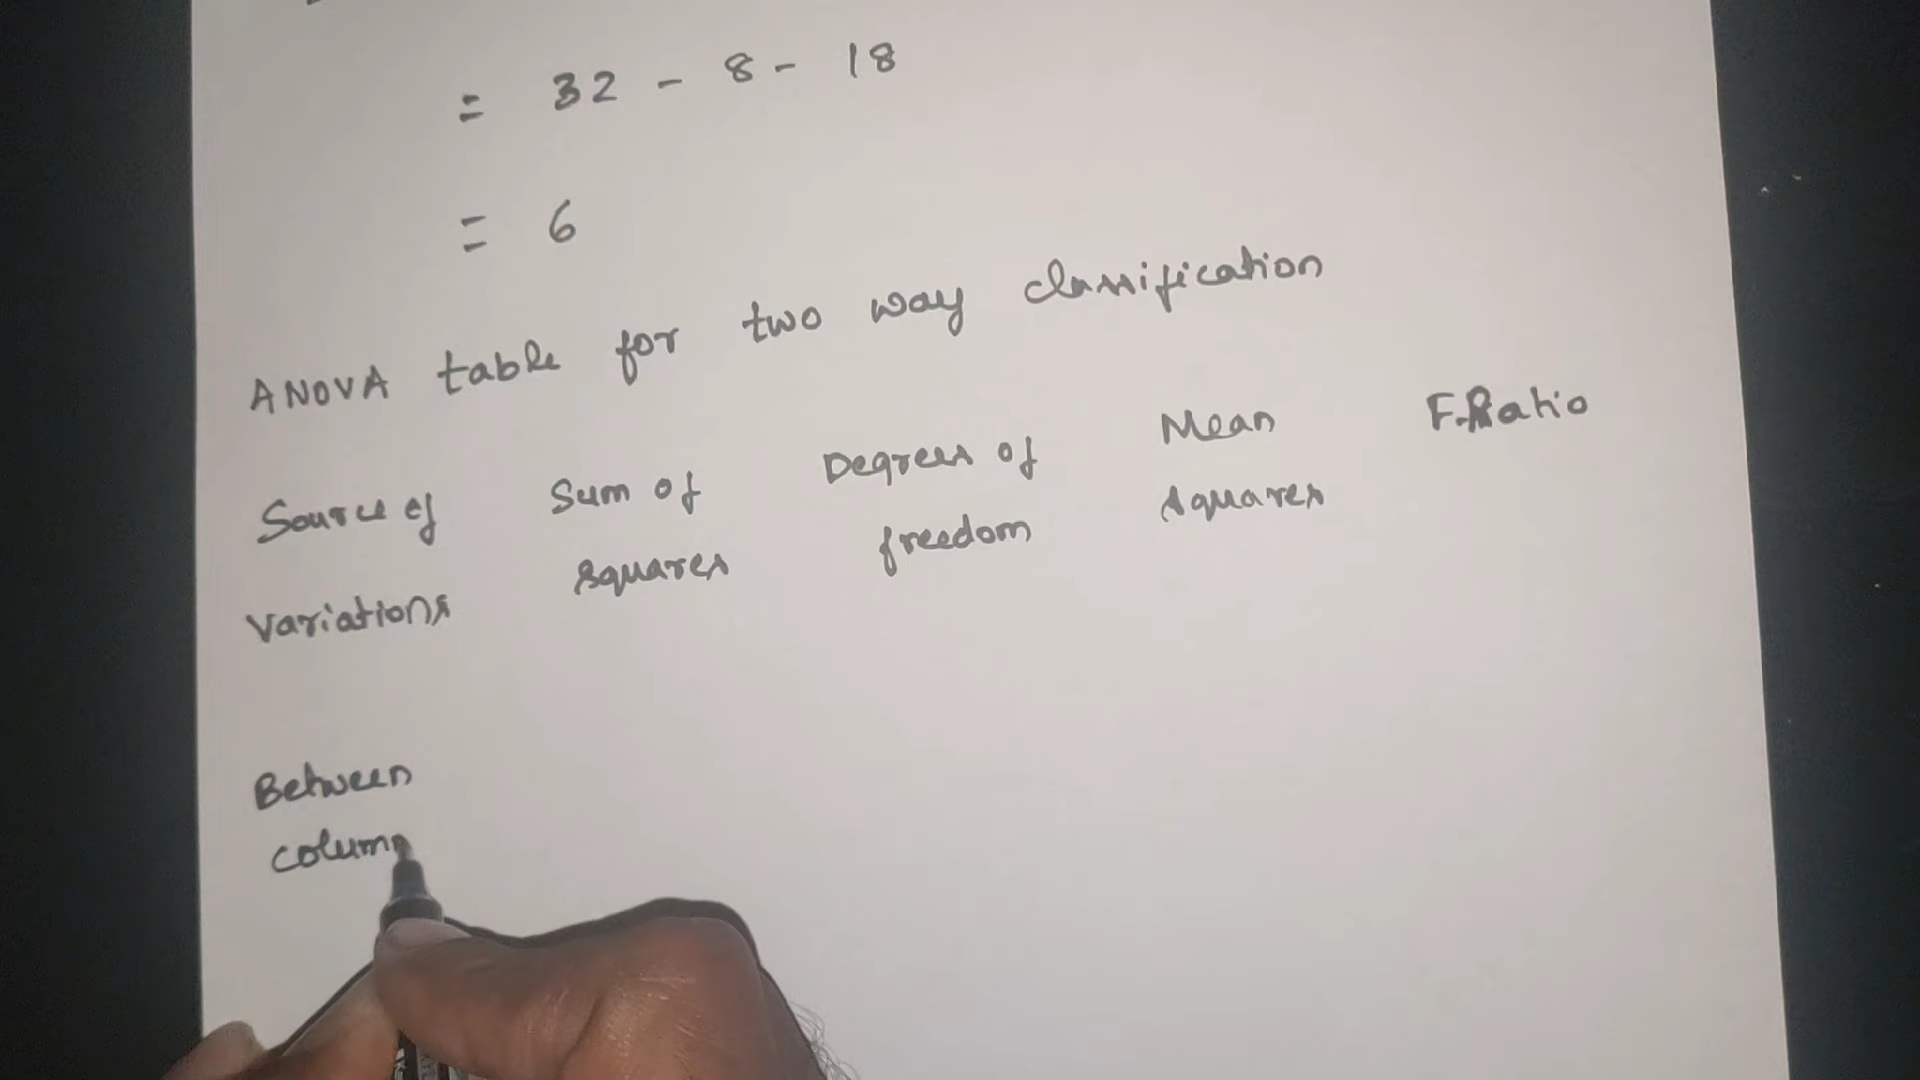 = 32 - 8 - 18
= 6
ANOVA table for two way classification
Source of Sum of Degrees of Mean F.Ratio
variations squares freedom squares
Between
column